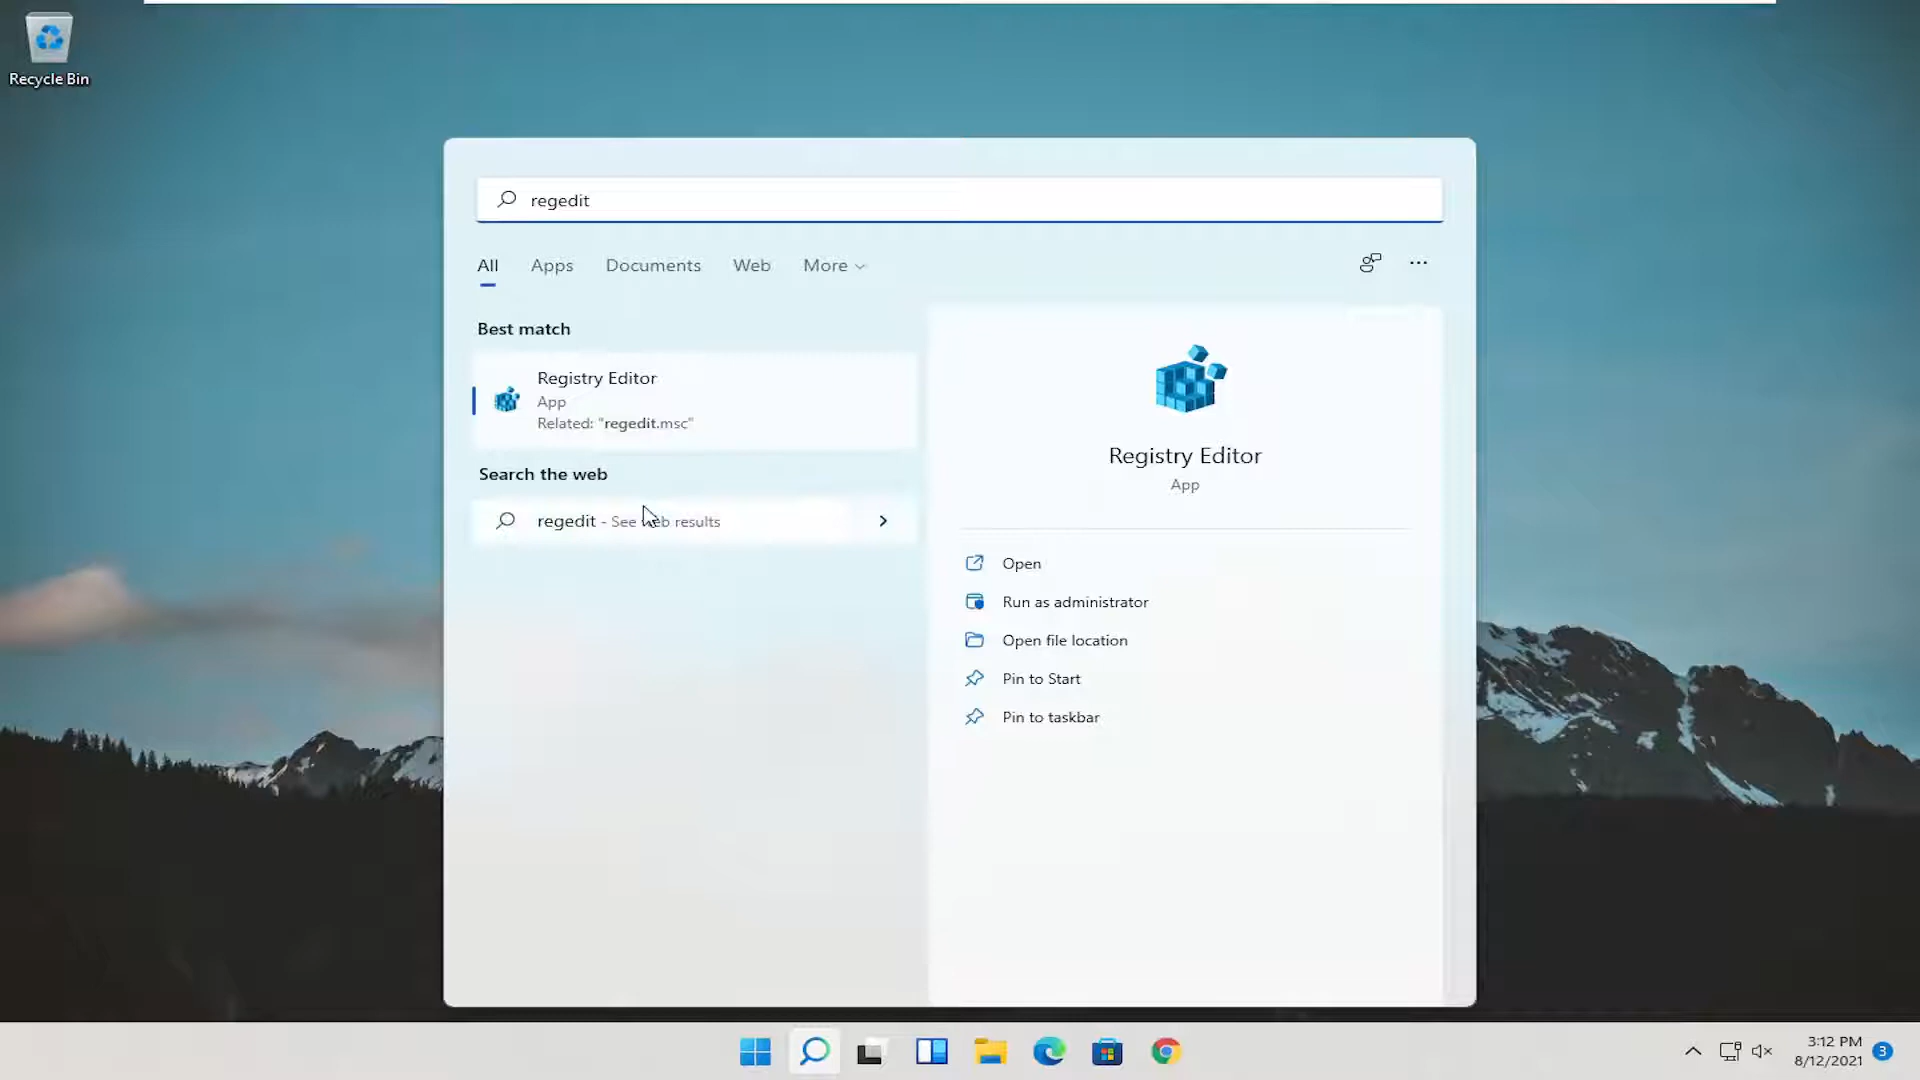 Recycle Bin
regedit
All Apps Documents Web More
Best match
Registry Editor
App
Related: "regedit.msc"
Search the web
regedit - See web results
Registry Editor
App
Open
Run as administrator
Open file location
Pin to Start
Pin to taskbar
3:12 PM
8/12/2021
3